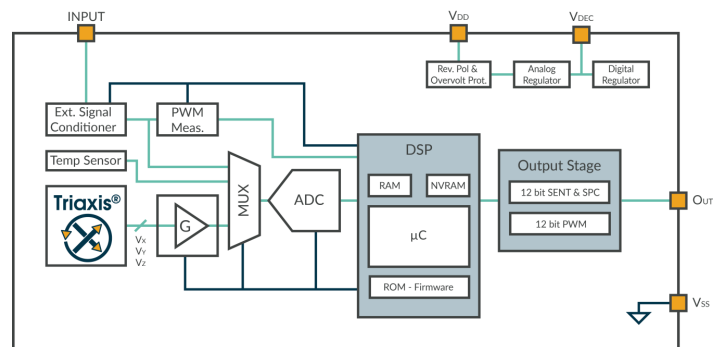 INPUT
VDD
VDEC
Rev. Pol &
Overvolt Prot.
Analog
Regulator
Digital
Regulator
Ext. Signal
Conditioner
PWM
Meas.
DSP
Temp Sensor
Output Stage
RAM
NVRAM
12 bit SENT & SPC
Triaxis®
MUX
ADC
OUT
G
12 bit PWM
VX
VY
VZ
µC
ROM - Firmware
VSS